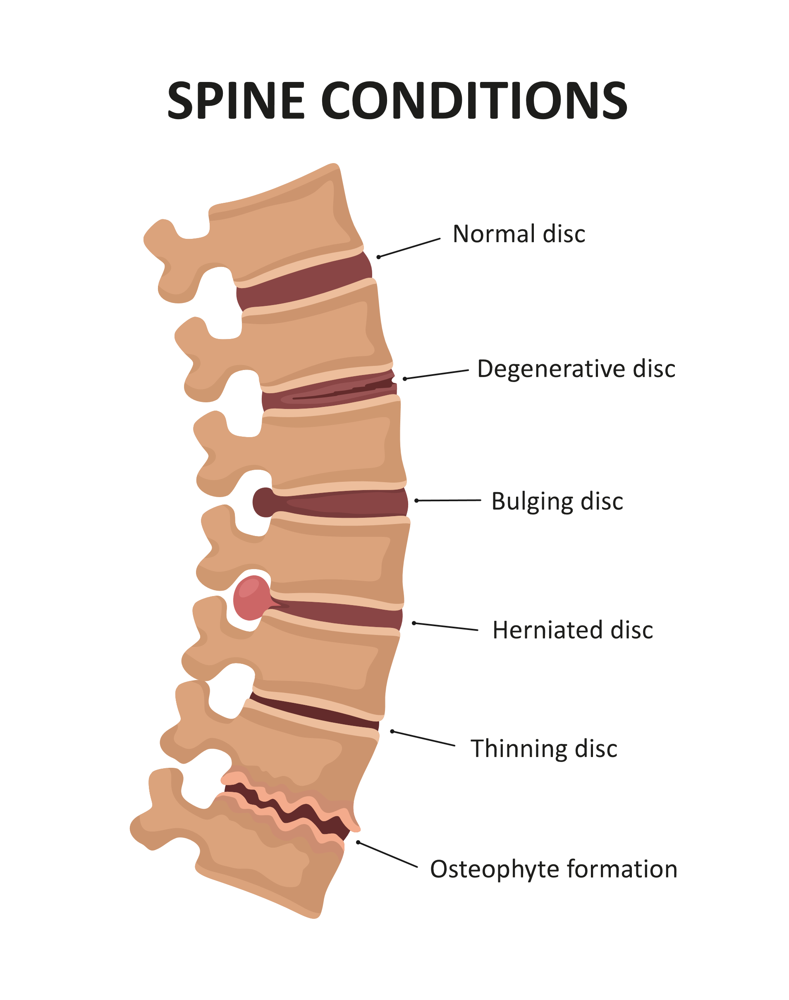 SPINE CONDITIONS
Normal disc
Degenerative disc
Bulging disc
Herniated disc
Thinning disc
Osteophyte formation